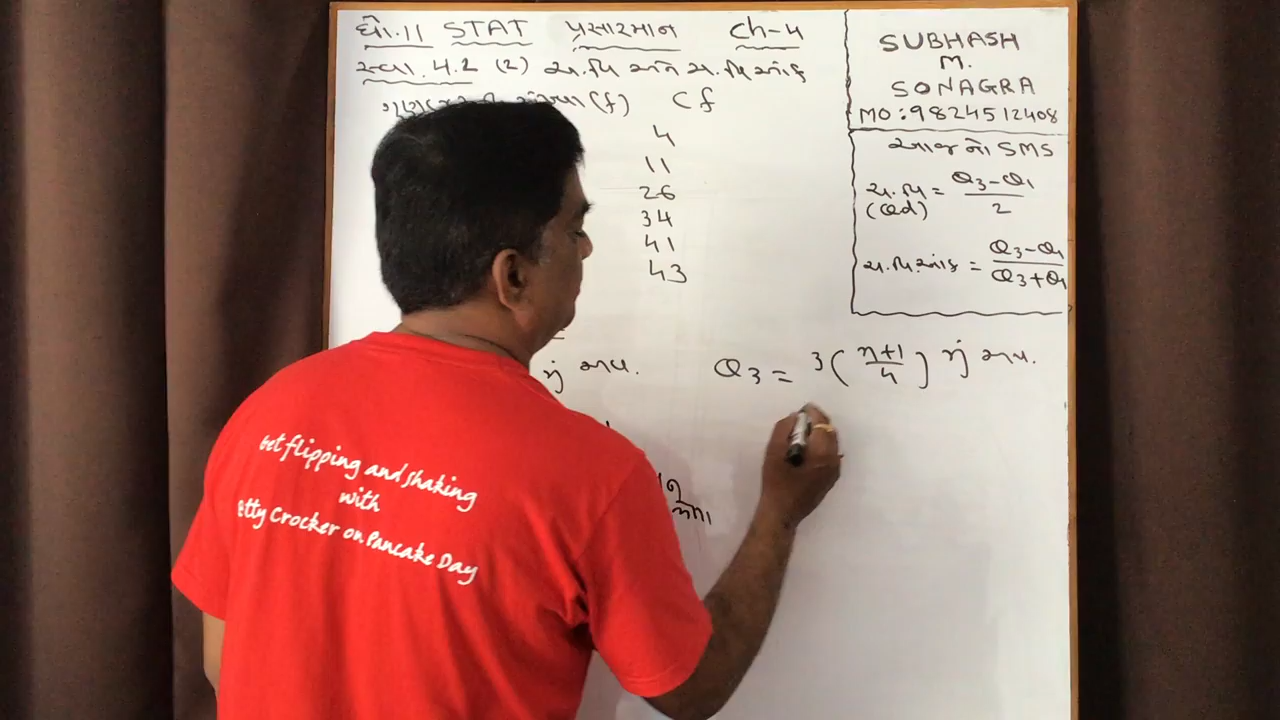 ધો.11 STAT પ્રસારમાન Ch-4
સ્વા. 4.2 (2) ચ.વિ અને ચ.વિ અંક
(f) Cf
4
11
26
34
41
43
નું માપ.
Q3 = 3(n+1/4) નું માપ.
SUBHASH
M.
SONAGRA
MO:9824512408
આજ નો SMS
ચ.વિ = Q3-Q1/2
(Qd)
ચ.વિ.અંક = Q3-Q1/Q3+Q1
Get flipping and shaking
with
etty Crocker on Pancake Day